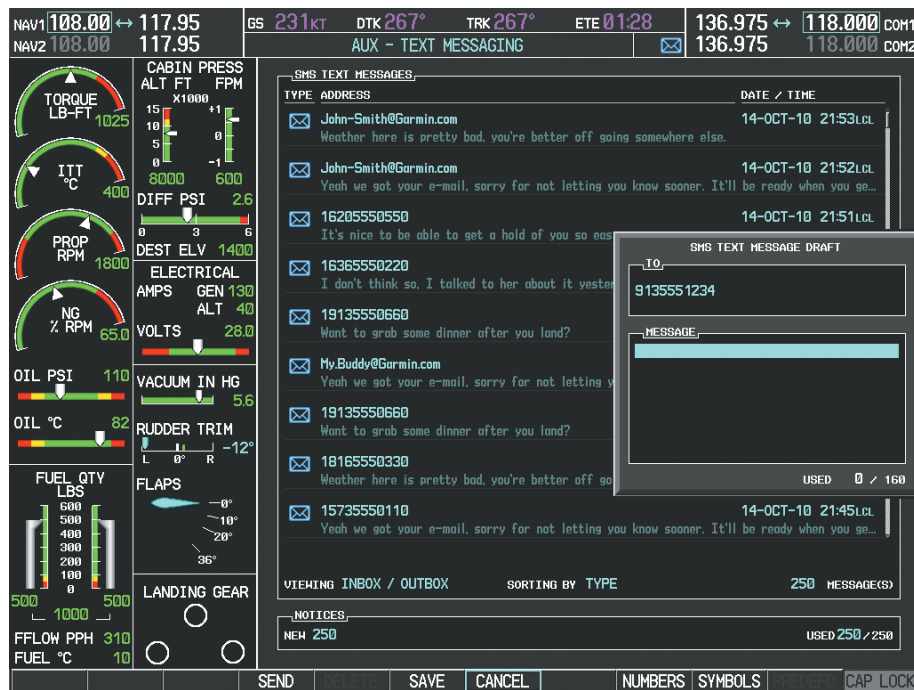 NAV1 108.00 ↔ 117.95
NAV2 108.00 117.95
GS 231KT DTK 267° TRK 267° ETE 01:28
AUX - TEXT MESSAGING
136.975 ↔ 118.000 COM1
136.975 118.000 COM2
TORQUE
LB-FT 1025
ITT
°C 400
PROP
RPM 1800
NG
% RPM 65.0
OIL PSI 110
OIL °C 82
FUEL QTY
LBS
600
500
400
300
200
100
0
500 500
1000
FFLOW PPH 310
FUEL °C 10
CABIN PRESS
ALT FT FPM
X1000
15 +1
10 0
5
0 -1
8000 600
DIFF PSI 2.6
0 3 6
DEST ELV 1400
ELECTRICAL
AMPS GEN 130
ALT 40
VOLTS 28.0
VACUUM IN HG
5.6
RUDDER TRIM
-12°
L 0° R
FLAPS
0°
10°
20°
36°
LANDING GEAR
SMS TEXT MESSAGES
TYPE ADDRESS DATE / TIME
John-Smith@Garmin.com 14-OCT-10 21:53LCL
Weather here is pretty bad, you're better off going somewhere else.
John-Smith@Garmin.com 14-OCT-10 21:52LCL
Yeah we got your e-mail, sorry for not letting you know sooner. It'll be ready when you ge...
16205550550 14-OCT-10 21:51LCL
It's nice to be able to get a hold of you so eas
16365550220
I don't think so, I talked to her about it yester
19135550660
Want to grab some dinner after you land?
My.Buddy@Garmin.com
Yeah we got your e-mail, sorry for not letting y
19135550660
Want to grab some dinner after you land?
18165550330
Weather here is pretty bad, you're better off go
15735550110 14-OCT-10 21:45LCL
Yeah we got your e-mail, sorry for not letting you know sooner. It'll be ready when you ge...
VIEWING INBOX / OUTBOX SORTING BY TYPE 250 MESSAGE(S)
NOTICES
NEW 250 USED 250/250
SMS TEXT MESSAGE DRAFT
TO
9135551234
MESSAGE
USED 0 / 160
SEND DELETE SAVE CANCEL NUMBERS SYMBOLS PREDEFD CAP LOCK